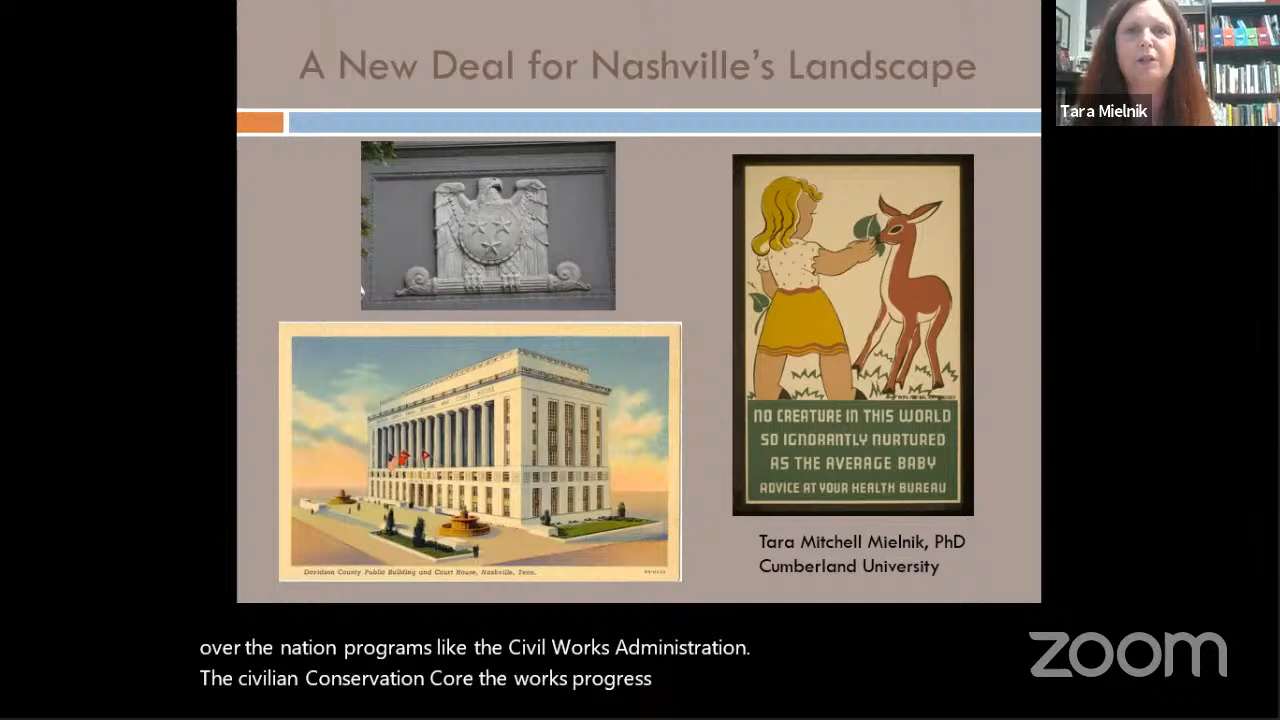 A New Deal for Nashville's Landscape
Tara Mielnik
NO CREATURE IN THIS WORLD
SO IGNORANTLY NURTURED
AS THE AVERAGE BABY
ADVICE AT YOUR HEALTH BUREAU
Davidson County Public Building and Court House, Nashville, Tenn.
Tara Mitchell Mielnik, PhD
Cumberland University
over the nation programs like the Civil Works Administration.
The civilian Conservation Core the works progress
zoom